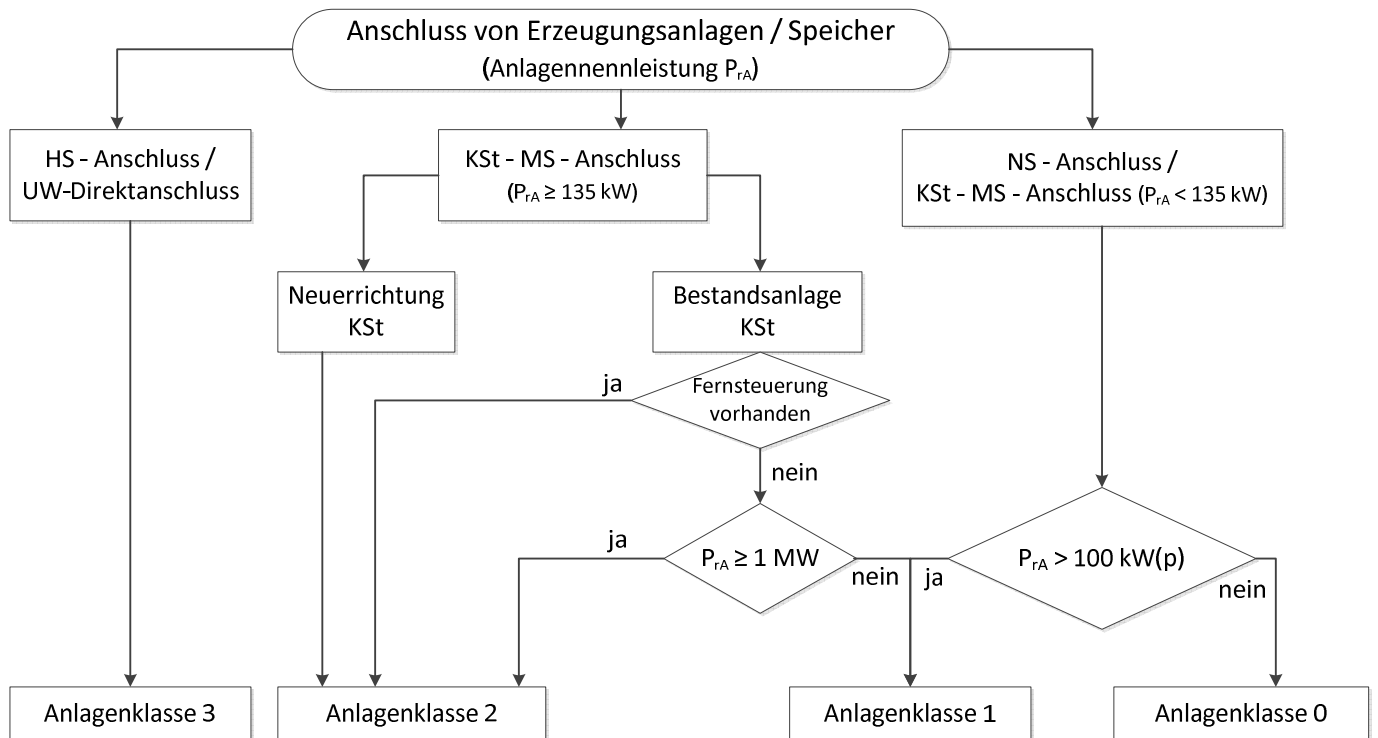 Anschluss von Erzeugungsanlagen / Speicher
(Anlagennennleistung PrA)
HS - Anschluss /
UW-Direktanschluss
KSt - MS - Anschluss
(PrA ≥ 135 kW)
NS - Anschluss /
KSt - MS - Anschluss (PrA < 135 kW)
Neuerrichtung
KSt
Bestandsanlage
KSt
ja
Fernsteuerung
vorhanden
nein
ja
PrA ≥ 1 MW
nein
ja
PrA > 100 kW(p)
nein
Anlagenklasse 3
Anlagenklasse 2
Anlagenklasse 1
Anlagenklasse 0